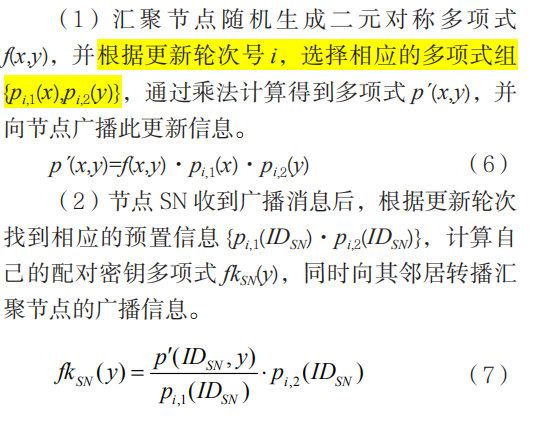 （1）汇聚节点随机生成二元对称多项式
f(x,y)，并根据更新轮次号 i，选择相应的多项式组
{p_{i,1}(x),p_{i,2}(y)}，通过乘法计算得到多项式 p′(x,y)，并
向节点广播此更新信息。
p′(x,y)=f(x,y)·p_{i,1}(x)·p_{i,2}(y) （6）
（2）节点 SN 收到广播消息后，根据更新轮次
找到相应的预置信息 {p_{i,1}(ID_{SN})·p_{i,2}(ID_{SN})}，计算自
己的配对密钥多项式 fk_{SN}(y)，同时向其邻居转播汇
聚节点的广播信息。
fk_{SN}(y) = \frac{p'(ID_{SN}, y)}{p_{i,1}(ID_{SN})} · p_{i,2}(ID_{SN}) （7）